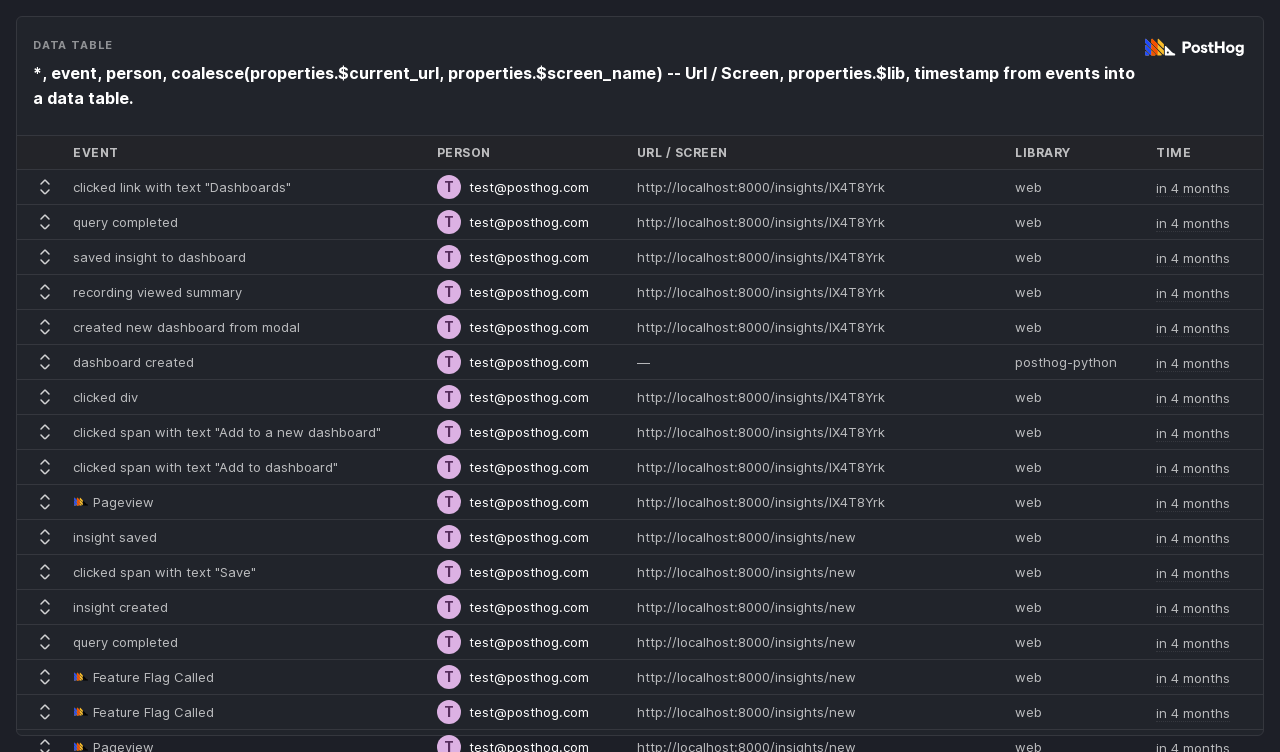 DATA TABLE
PostHog
*, event, person, coalesce(properties.$current_url, properties.$screen_name) -- Url / Screen, properties.$lib, timestamp from events into
a data table.
EVENT PERSON URL / SCREEN LIBRARY TIME
clicked link with text "Dashboards" T test@posthog.com http://localhost:8000/insights/IX4T8Yrk web in 4 months
query completed T test@posthog.com http://localhost:8000/insights/IX4T8Yrk web in 4 months
saved insight to dashboard T test@posthog.com http://localhost:8000/insights/IX4T8Yrk web in 4 months
recording viewed summary T test@posthog.com http://localhost:8000/insights/IX4T8Yrk web in 4 months
created new dashboard from modal T test@posthog.com http://localhost:8000/insights/IX4T8Yrk web in 4 months
dashboard created T test@posthog.com — posthog-python in 4 months
clicked div T test@posthog.com http://localhost:8000/insights/IX4T8Yrk web in 4 months
clicked span with text "Add to a new dashboard" T test@posthog.com http://localhost:8000/insights/IX4T8Yrk web in 4 months
clicked span with text "Add to dashboard" T test@posthog.com http://localhost:8000/insights/IX4T8Yrk web in 4 months
Pageview T test@posthog.com http://localhost:8000/insights/IX4T8Yrk web in 4 months
insight saved T test@posthog.com http://localhost:8000/insights/new web in 4 months
clicked span with text "Save" T test@posthog.com http://localhost:8000/insights/new web in 4 months
insight created T test@posthog.com http://localhost:8000/insights/new web in 4 months
query completed T test@posthog.com http://localhost:8000/insights/new web in 4 months
Feature Flag Called T test@posthog.com http://localhost:8000/insights/new web in 4 months
Feature Flag Called T test@posthog.com http://localhost:8000/insights/new web in 4 months
Pageview T test@posthog.com http://localhost:8000/insights/new web in 4 months